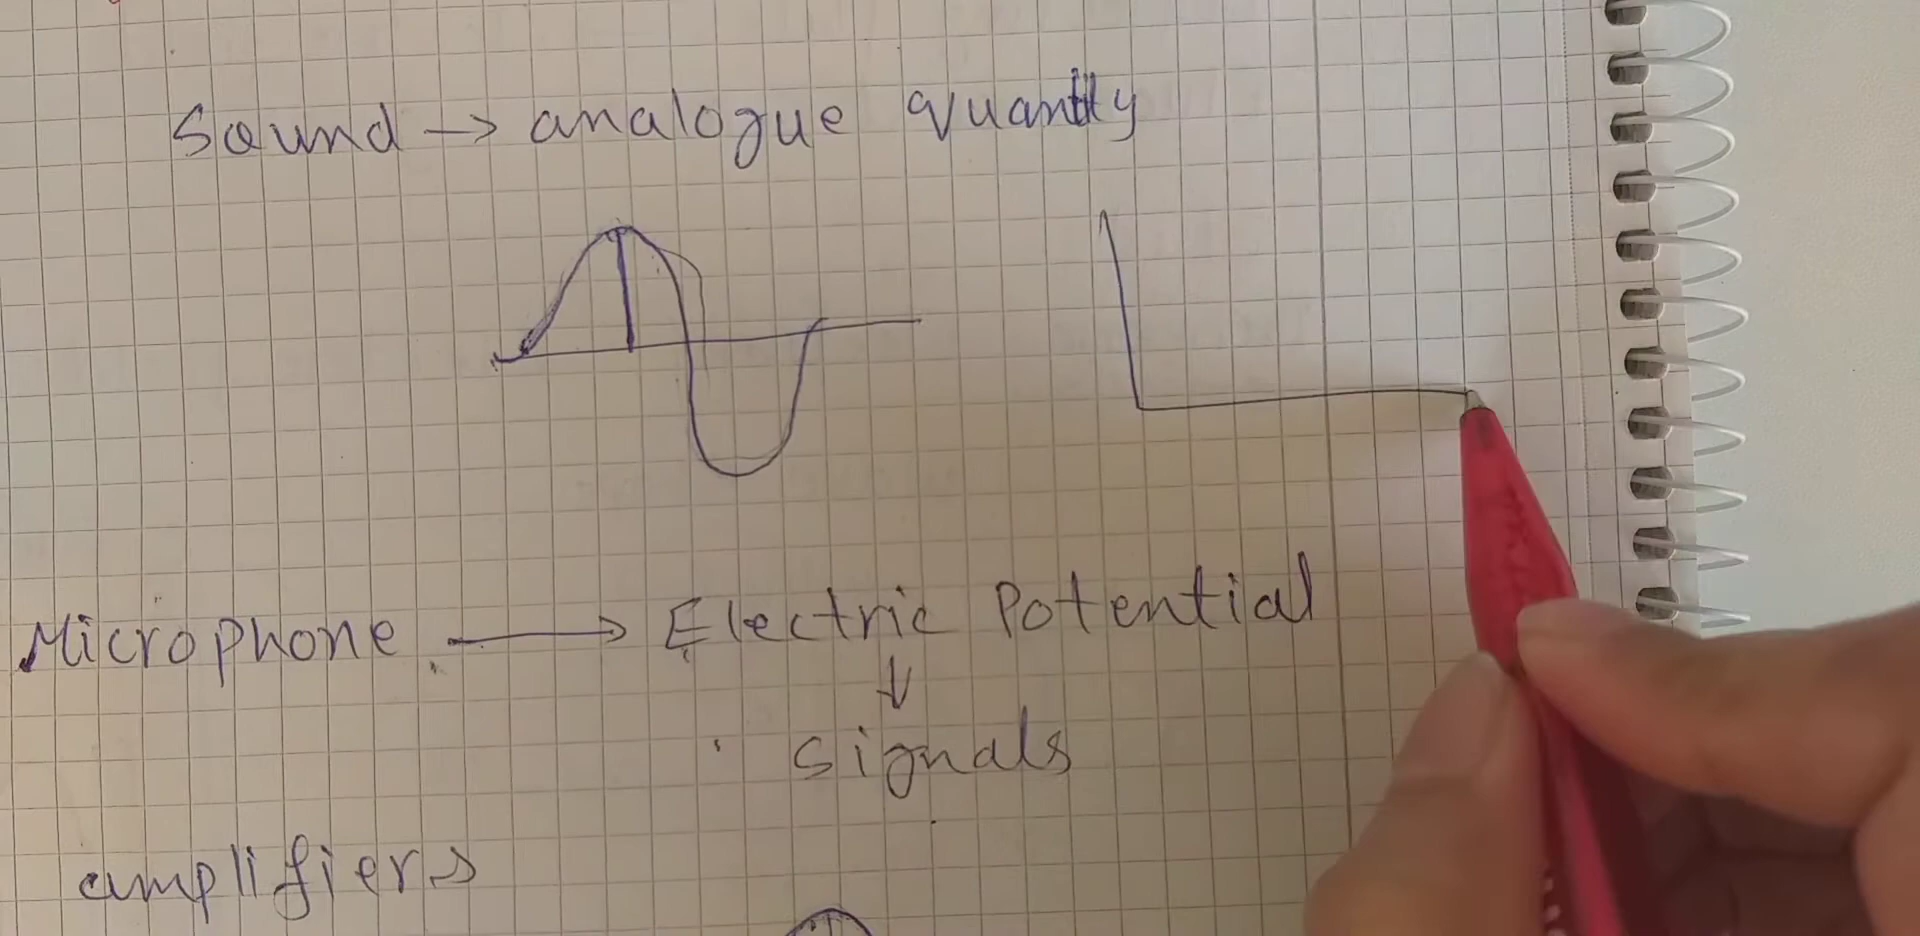 Sound → analogue quantity
Microphone → Electric Potential
↓
signals
amplifiers